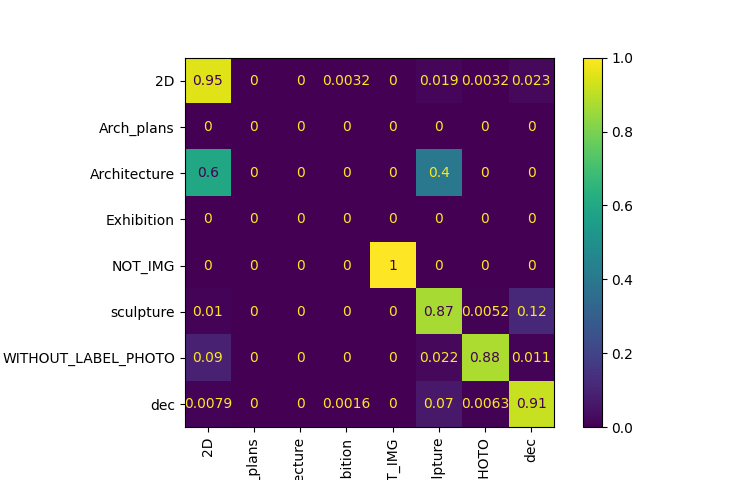 2D 0.95 0 0 0.0032 0 0.019 0.0032 0.023
Arch_plans 0 0 0 0 0 0 0 0
Architecture 0.6 0 0 0 0 0.4 0 0
Exhibition 0 0 0 0 0 0 0 0
NOT_IMG 0 0 0 0 1 0 0 0
sculpture 0.01 0 0 0 0 0.87 0.0052 0.12
WITHOUT_LABEL_PHOTO 0.09 0 0 0 0 0.022 0.88 0.011
dec 0.0079 0 0 0.0016 0 0.07 0.0063 0.91
2D
_plans
ecture
bition
T_IMG
lpture
HOTO
dec
1.0
0.8
0.6
0.4
0.2
0.0